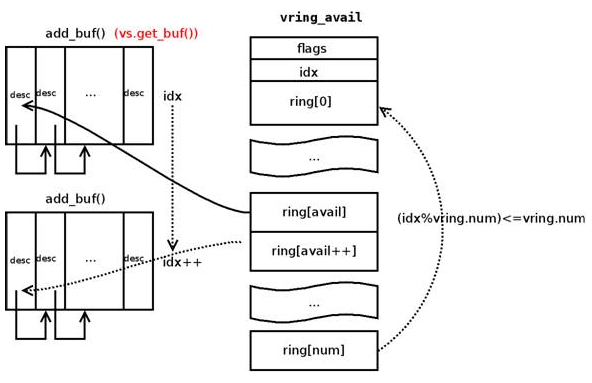 vring_avail
add_buf() (vs.get_buf())
flags
idx
ring[0]
desc desc ... desc
idx
...
add_buf()
ring[avail]
(idx%vring.num)<=vring.num
ring[avail++]
desc desc ... desc
idx++
...
ring[num]